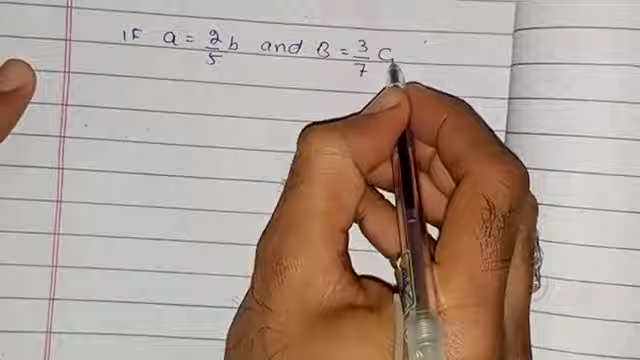 IF a = 2/5 b and B = 3/7 C